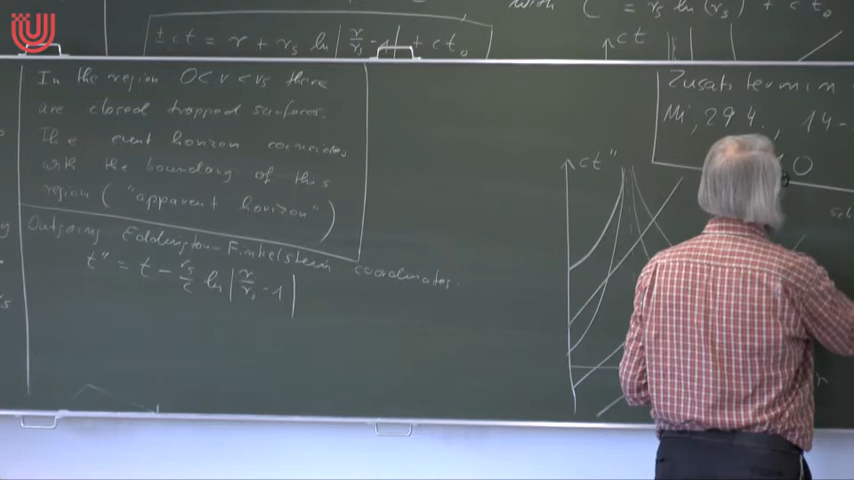 ± ct = r + r_s ln | r/r_s - 1 | ± ct_0
with C = r_s ln (r_s) ± ct_0
ct
In the region 0 < r < r_s there
are closed trapped surfaces.
The event horizon coincides
with the boundary of this
region ("apparent horizon")
Outgoing Eddington-Finkelstein coordinates.
t" = t - r_s/c ln | r/r_s - 1 |
Zusatztermin
Mi, 29.4., 14-
0
ct"
r